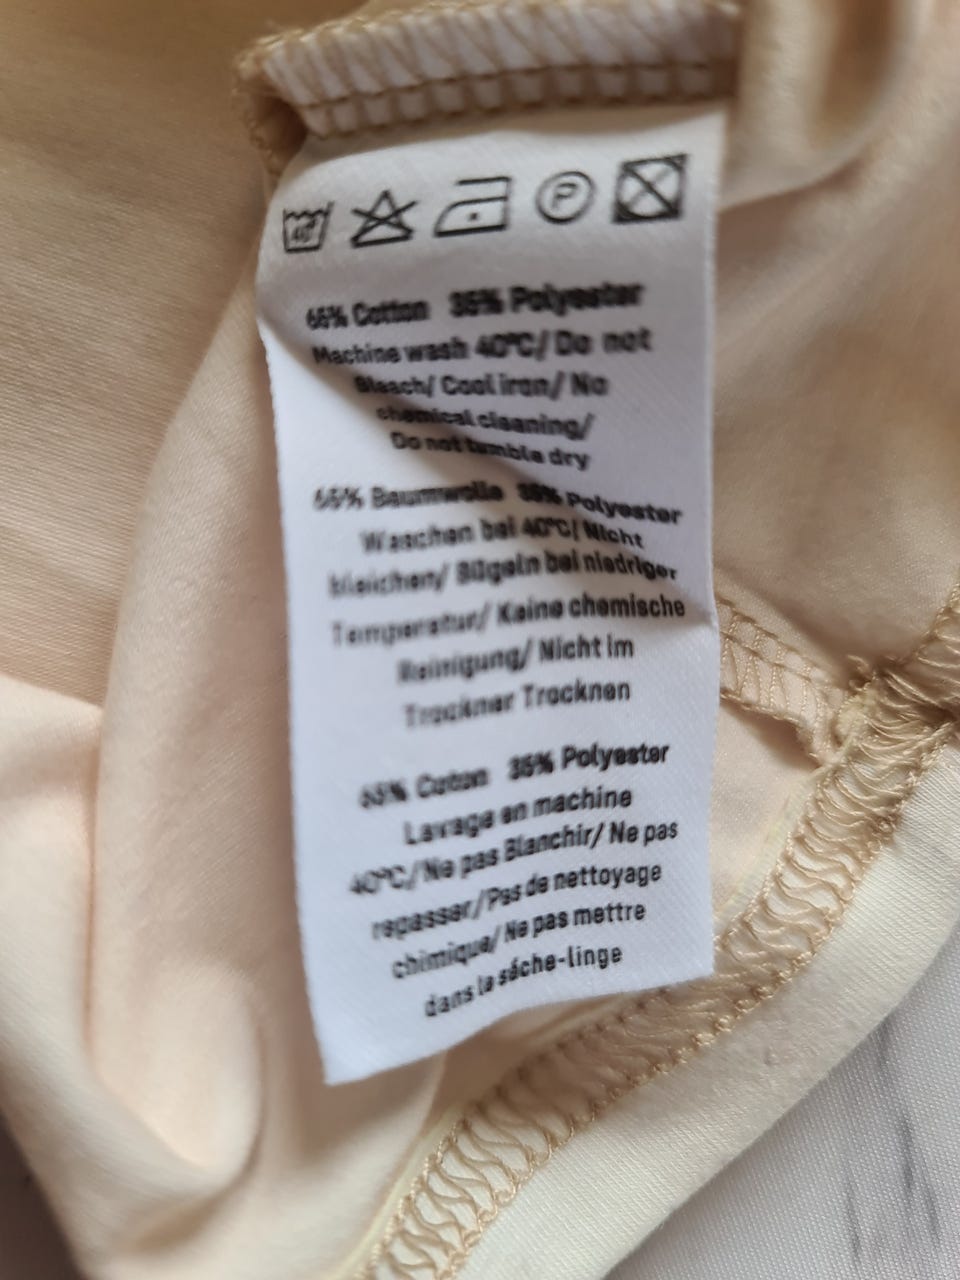 40° P
65% Cotton 35% Polyester
Machine wash 40°C/ Do not
Bleach/ Cool iron/ No
chemical cleaning/
Do not tumble dry
65% Baumwolle 35% Polyester
Waschen bei 40°C/ Nicht
bleichen/ Bügeln bei niedriger
Temperatur/ Keine chemische
Reinigung/ Nicht im
Trockner Trocknen
65% Coton 35% Polyester
Lavage en machine
40°C/ Ne pas Blanchir/ Ne pas
repasser/Pas de nettoyage
chimique/ Ne pas mettre
dans le séche-linge